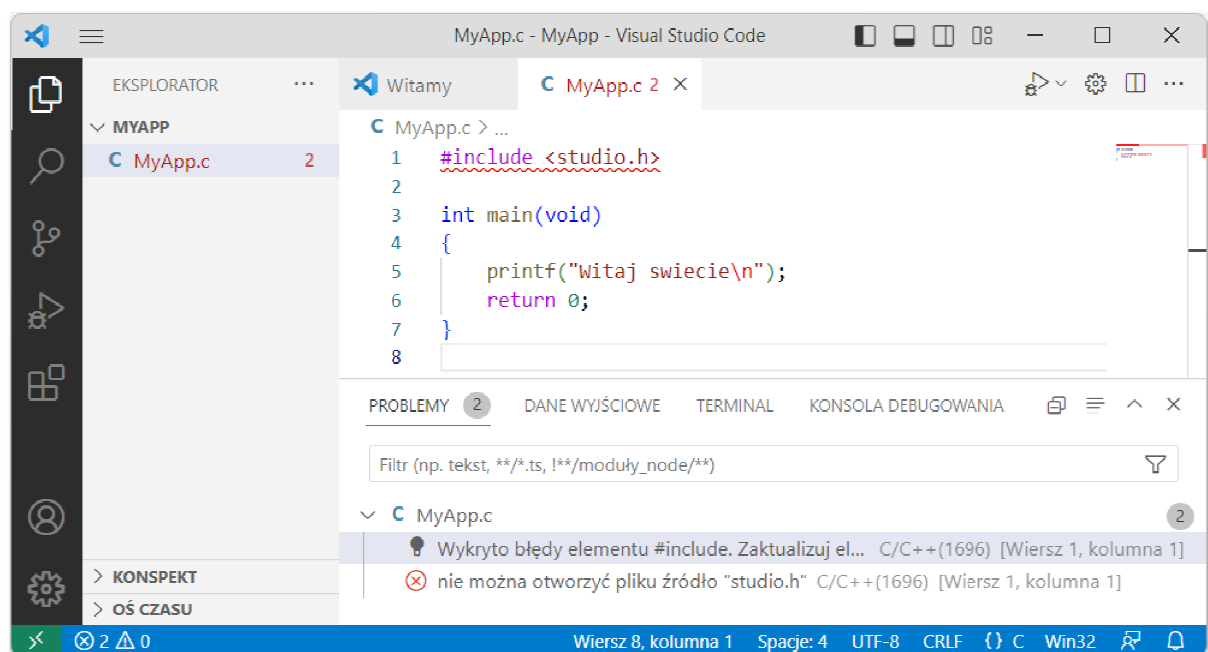 MyApp.c - MyApp - Visual Studio Code
EKSPLORATOR ...
Witamy
C MyApp.c 2
MYAPP
C MyApp.c 2
C MyApp.c > ...
1 #include <studio.h>
2
3 int main(void)
4 {
5 printf("Witaj swiecie\n");
6 return 0;
7 }
8
PROBLEMY 2 DANE WYJŚCIOWE TERMINAL KONSOLA DEBUGOWANIA
Filtr (np. tekst, **/*.ts, !**/moduły_node/**)
C MyApp.c 2
Wykryto błędy elementu #include. Zaktualizuj el... C/C++(1696) [Wiersz 1, kolumna 1]
nie można otworzyć pliku źródło "studio.h" C/C++(1696) [Wiersz 1, kolumna 1]
KONSPEKT
OŚ CZASU
2 0 Wiersz 8, kolumna 1 Spacje: 4 UTF-8 CRLF {} C Win32